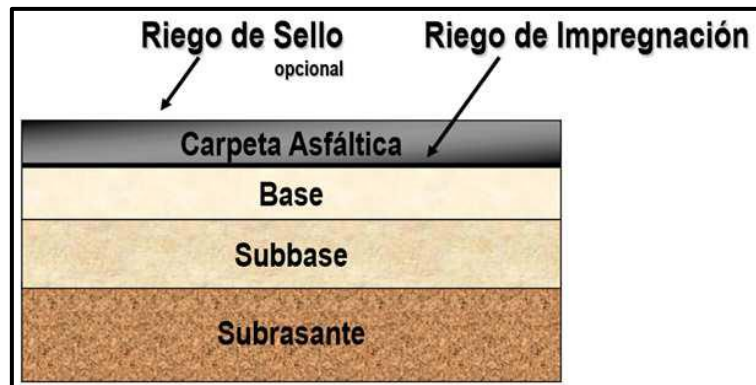 Riego de Sello
opcional
Riego de Impregnación
Carpeta Asfáltica
Base
Subbase
Subrasante